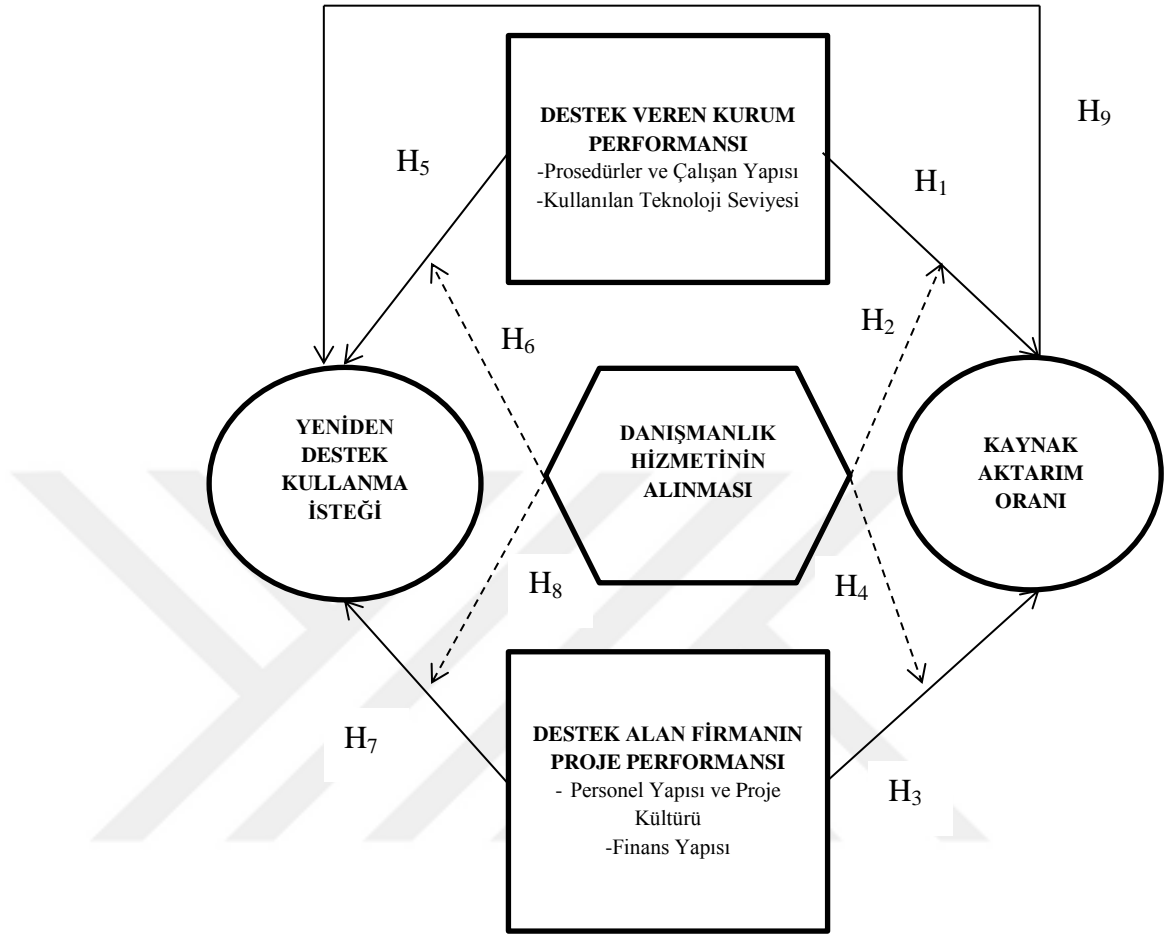 DESTEK VEREN KURUM
PERFORMANSI
-Prosedürler ve Çalışan Yapısı
-Kullanılan Teknoloji Seviyesi
H₉
H₅
H₁
H₆
H₂
YENİDEN
DESTEK
KULLANMA
İSTEĞİ
DANIŞMANLIK
HİZMETİNİN
ALINMASI
KAYNAK
AKTARIM
ORANI
H₈
H₄
DESTEK ALAN FİRMANIN
PROJE PERFORMANSI
- Personel Yapısı ve Proje
Kültürü
-Finans Yapısı
H₇
H₃